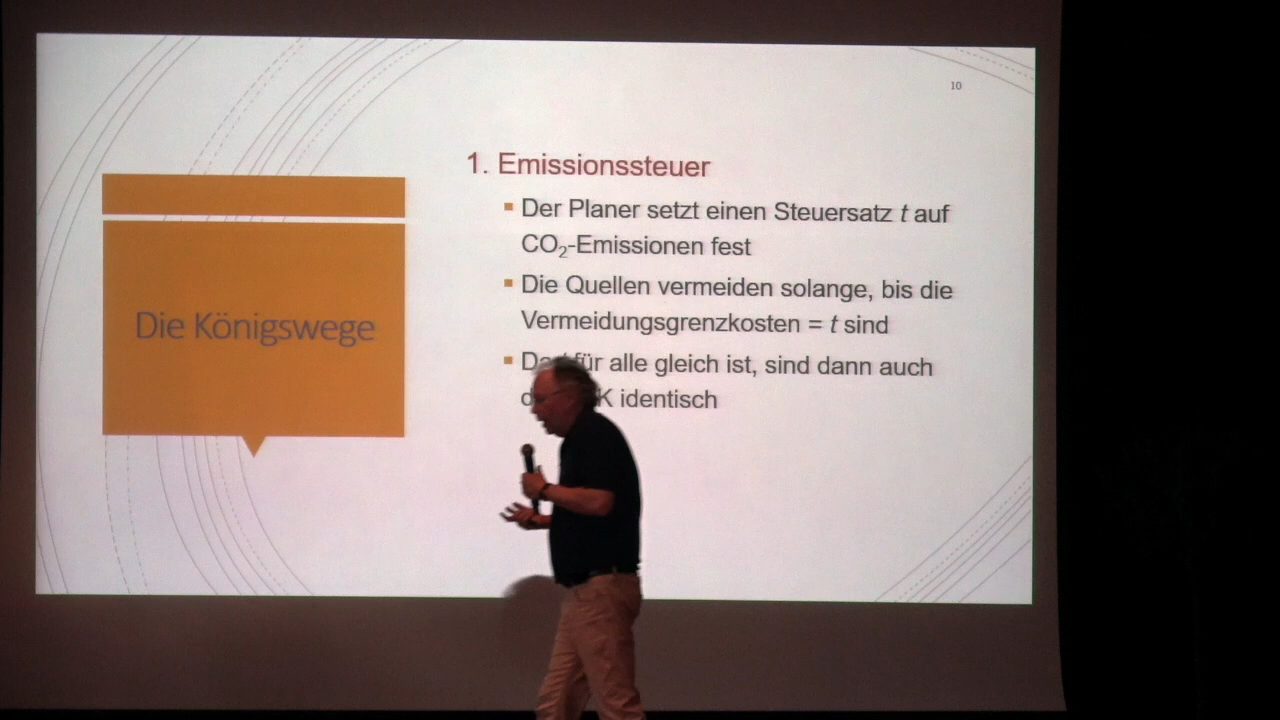 10
Die Königswege
1. Emissionssteuer
Der Planer setzt einen Steuersatz t auf
CO₂-Emissionen fest
Die Quellen vermeiden solange, bis die
Vermeidungsgrenzkosten = t sind
für alle gleich ist, sind dann auch
identisch